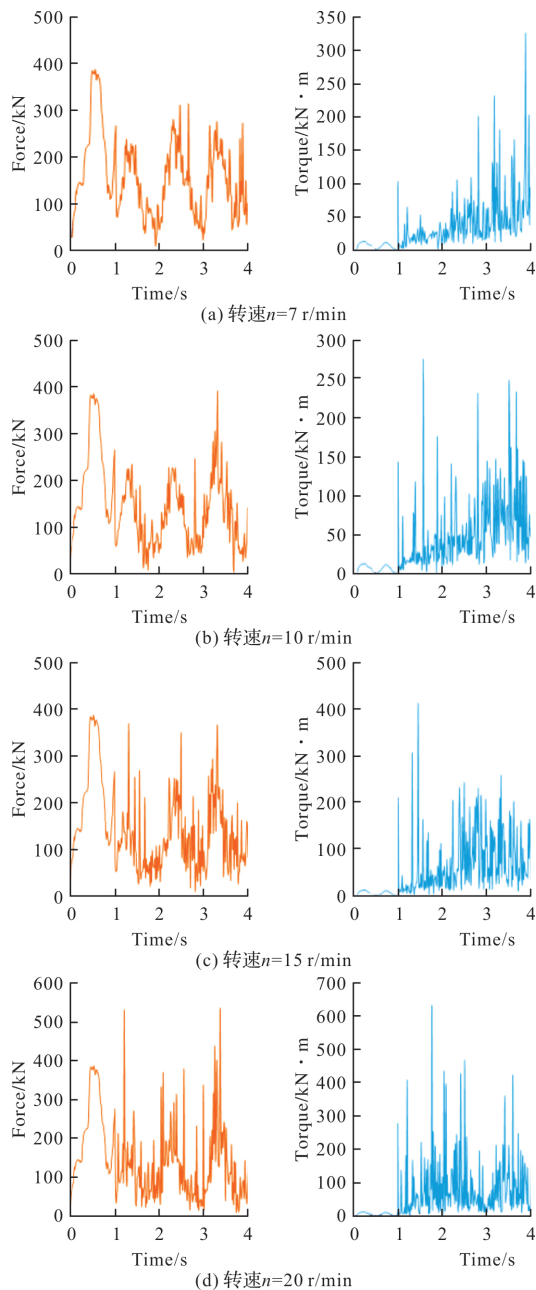 500
400
300
200
100
0
Force/kN
0 1 2 3 4
Time/s
350
300
250
200
150
100
50
0
Torque/kN·m
0 1 2 3 4
Time/s
(a) 转速n=7 r/min
500
400
300
200
100
0
Force/kN
0 1 2 3 4
Time/s
300
250
200
150
100
50
0
Torque/kN·m
0 1 2 3 4
Time/s
(b) 转速n=10 r/min
500
400
300
200
100
0
Force/kN
0 1 2 3 4
Time/s
500
400
300
200
100
0
Torque/kN·m
0 1 2 3 4
Time/s
(c) 转速n=15 r/min
600
500
400
300
200
100
0
Force/kN
0 1 2 3 4
Time/s
700
600
500
400
300
200
100
0
Torque/kN·m
0 1 2 3 4
Time/s
(d) 转速n=20 r/min